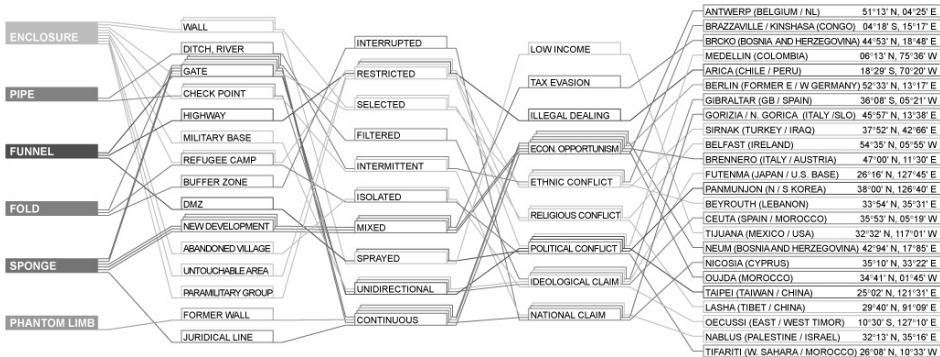 ENCLOSURE
PIPE
FUNNEL
FOLD
SPONGE
PHANTOM LIMB
WALL
DITCH, RIVER
GATE
CHECK POINT
HIGHWAY
MILITARY BASE
REFUGEE CAMP
BUFFER ZONE
DMZ
NEW DEVELOPMENT
ABANDONED VILLAGE
UNTOUCHABLE AREA
PARAMILITARY GROUP
FORMER WALL
JURIDICAL LINE
INTERRUPTED
RESTRICTED
SELECTED
FILTERED
INTERMITTENT
ISOLATED
MIXED
SPRAYED
UNIDIRECTIONAL
CONTINUOUS
LOW INCOME
TAX EVASION
ILLEGAL DEALING
ECON. OPPORTUNISM
ETHNIC CONFLICT
RELIGIOUS CONFLICT
POLITICAL CONFLICT
IDEOLOGICAL CLAIM
NATIONAL CLAIM
ANTWERP (BELGIUM / NL) 51°13' N, 04°25' E
BRAZZAVILLE / KINSHASA (CONGO) 04°18' S, 15°17' E
BRCKO (BOSNIA AND HERZEGOVINA) 44°53' N, 18°48' E
MEDELLIN (COLOMBIA) 06°13' N, 75°36' W
ARICA (CHILE / PERU) 18°29' S, 70°20' W
BERLIN (FORMER E / W GERMANY) 52°33' N, 13°17' E
GIBRALTAR (GB / SPAIN) 36°08' S, 05°21' W
GORIZIA / N. GORICA (ITALY /SLO) 45°57' N, 13°38' E
SIRNAK (TURKEY / IRAQ) 37°52' N, 42°66' E
BELFAST (IRELAND) 54°35' N, 05°55' W
BRENNERO (ITALY / AUSTRIA) 47°00' N, 11°30' E
FUTENMA (JAPAN / U.S. BASE) 26°16' N, 127°45' E
PANMUNJON (N / S KOREA) 38°00' N, 126°40' E
BEYROUTH (LEBANON) 33°54' N, 35°31' E
CEUTA (SPAIN / MOROCCO) 35°53' N, 05°19' W
TIJUANA (MEXICO / USA) 32°32' N, 117°01' W
NEUM (BOSNIA AND HERZEGOVINA) 42°94' N, 17°85' E
NICOSIA (CYPRUS) 35°10' N, 33°22' E
OUJDA (MOROCCO) 34°41' N, 01°45' W
TAIPEI (TAIWAN / CHINA) 25°02' N, 121°31' E
LASHA (TIBET / CHINA) 29°40' N, 91°09' E
OECUSSI (EAST / WEST TIMOR) 10°30' S, 127°10' E
NABLUS (PALESTINE / ISRAEL) 32°13' N, 35°16' E
TIFARITI (W. SAHARA / MOROCCO) 26°08' N, 10°33' W